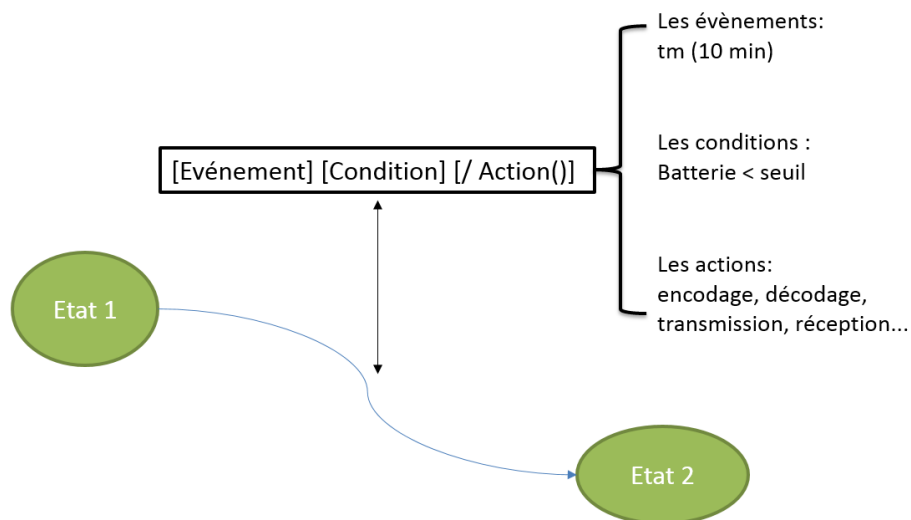 Les évènements:
tm (10 min)
[Evénement] [Condition] [/ Action()]
Les conditions :
Batterie < seuil
Les actions:
encodage, décodage,
transmission, réception...
Etat 1
Etat 2